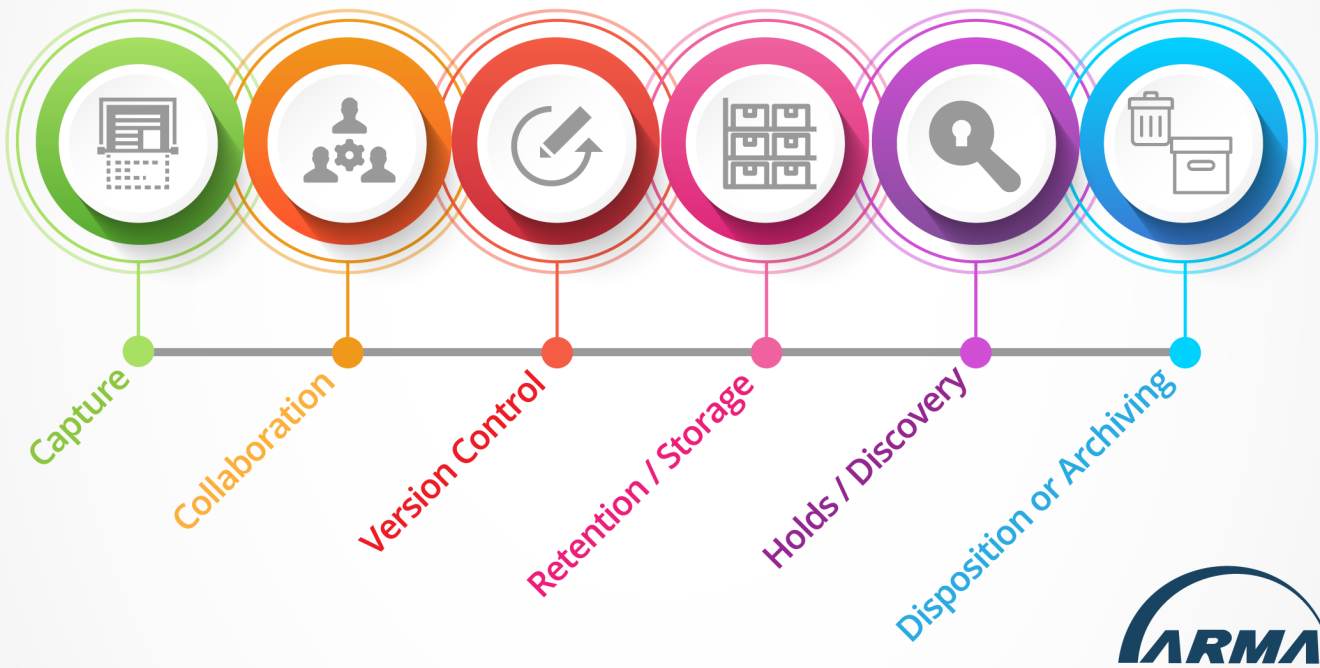 Capture
Collaboration
Version Control
Retention / Storage
Holds / Discovery
Disposition or Archiving
ARMA